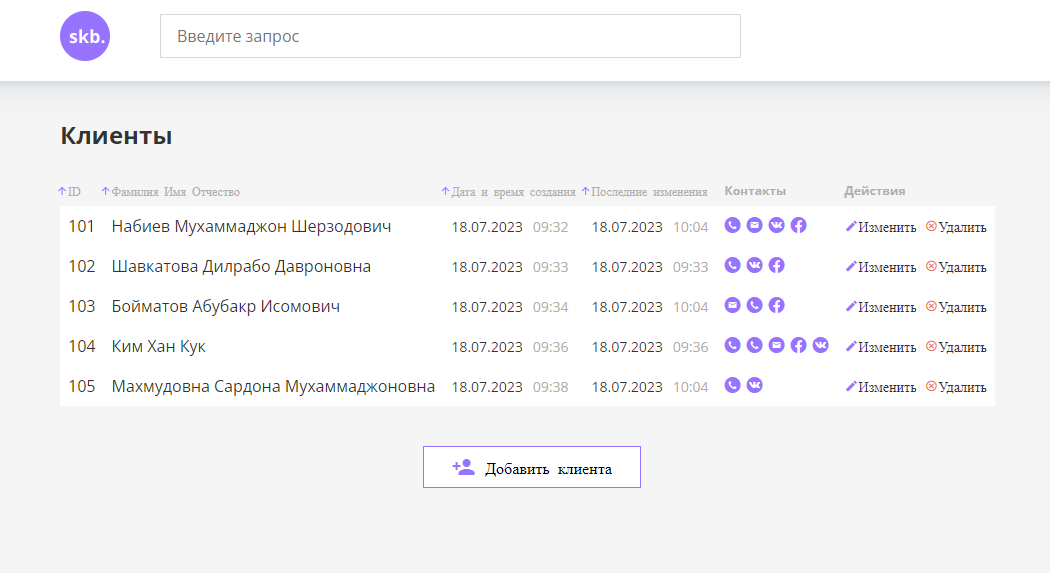 skb. Введите запрос
Клиенты
ID Фамилия Имя Отчество Дата и время создания Последние изменения Контакты Действия
101 Набиев Мухаммаджон Шерзодович 18.07.2023 09:32 18.07.2023 10:04 Изменить Удалить
102 Шавкатова Дилрабо Давроновна 18.07.2023 09:33 18.07.2023 09:33 Изменить Удалить
103 Бойматов Абубакр Исомович 18.07.2023 09:34 18.07.2023 10:04 Изменить Удалить
104 Ким Хан Кук 18.07.2023 09:36 18.07.2023 09:36 Изменить Удалить
105 Махмудовна Сардона Мухаммаджоновна 18.07.2023 09:38 18.07.2023 10:04 Изменить Удалить
Добавить клиента